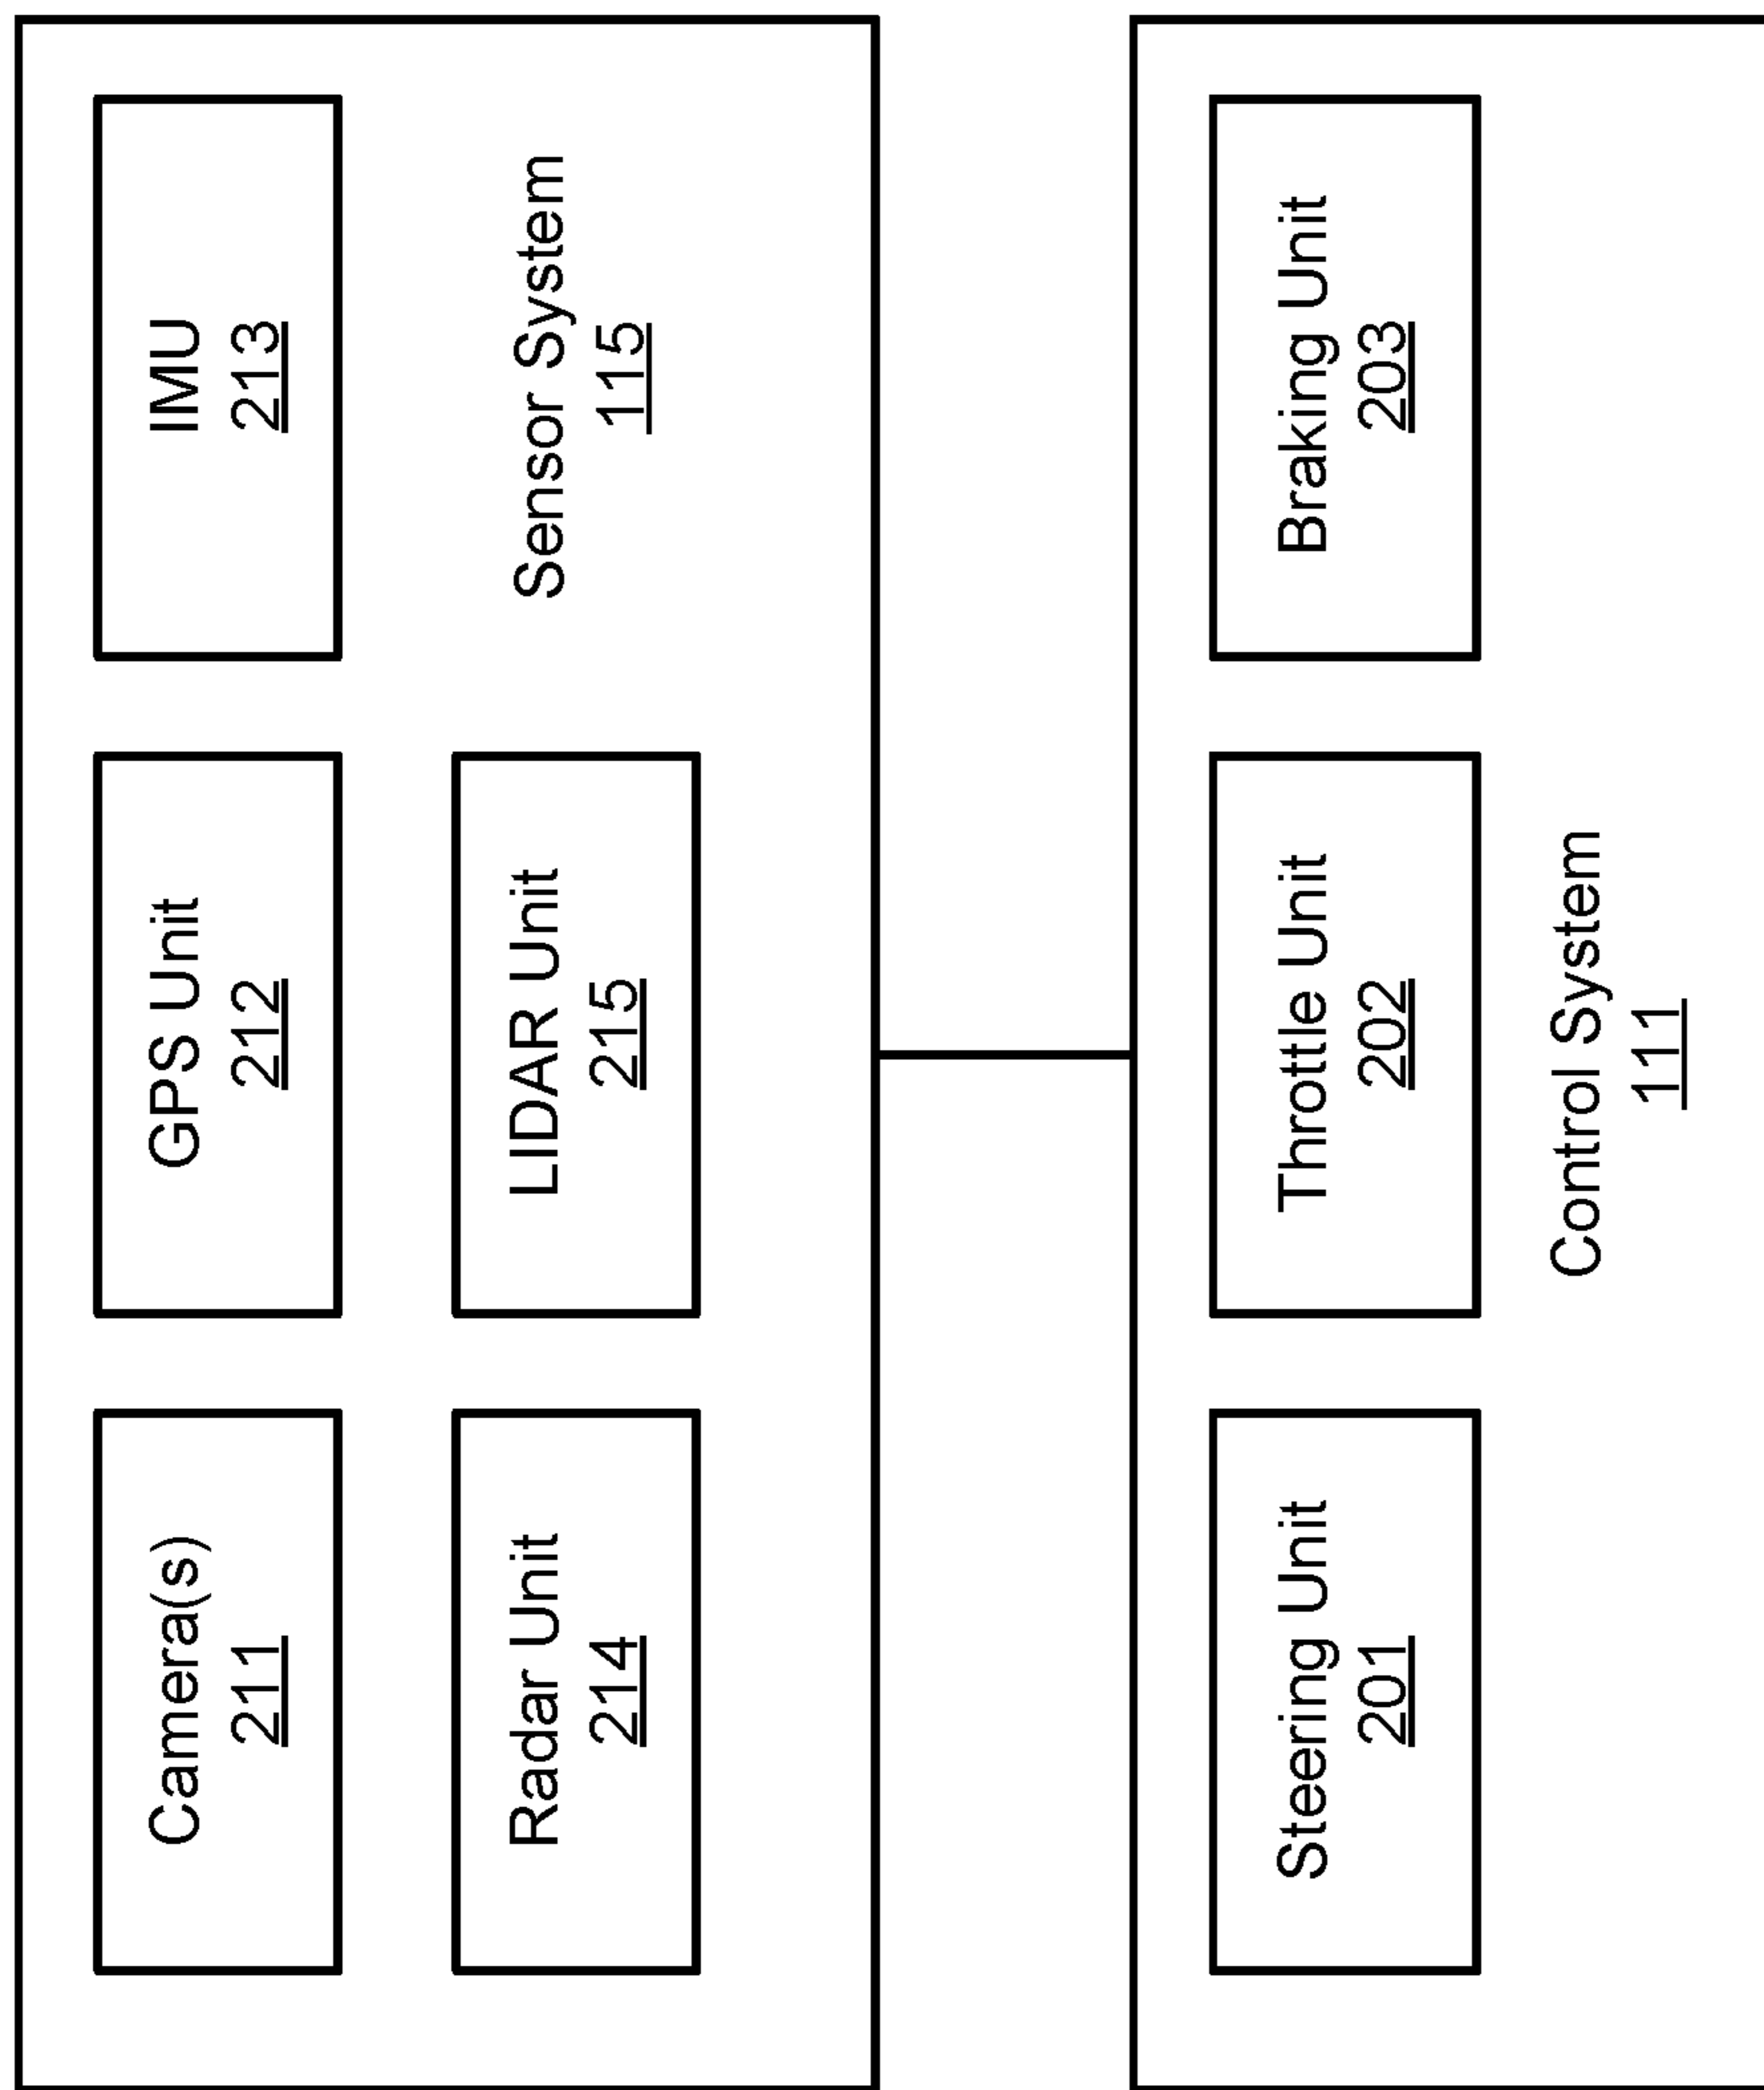 Camera(s)
211
GPS Unit
212
IMU
213
Radar Unit
214
LIDAR Unit
215
Sensor System
115
Steering Unit
201
Throttle Unit
202
Braking Unit
203
Control System
111